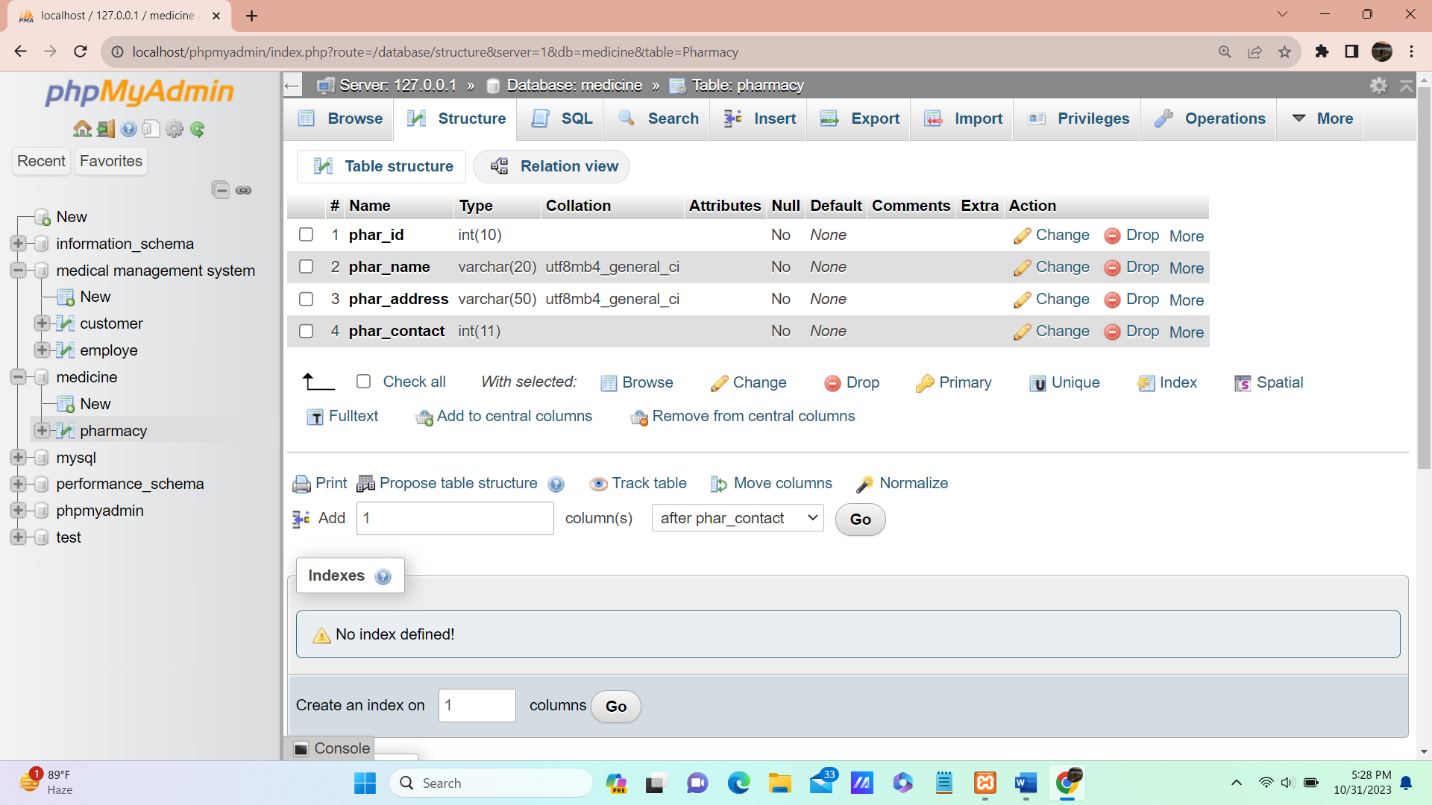 localhost / 127.0.0.1 / medicine
localhost/phpmyadmin/index.php?route=/database/structure&server=1&db=medicine&table=Pharmacy
phpMyAdmin
Recent Favorites
New
information_schema
medical management system
New
customer
employe
medicine
New
pharmacy
mysql
performance_schema
phpmyadmin
test
Server: 127.0.0.1 » Database: medicine » Table: pharmacy
Browse Structure SQL Search Insert Export Import Privileges Operations More
Table structure Relation view
# Name Type Collation Attributes Null Default Comments Extra Action
1 phar_id int(10) No None Change Drop More
2 phar_name varchar(20) utf8mb4_general_ci No None Change Drop More
3 phar_address varchar(50) utf8mb4_general_ci No None Change Drop More
4 phar_contact int(11) No None Change Drop More
Check all With selected: Browse Change Drop Primary Unique Index Spatial
Fulltext Add to central columns Remove from central columns
Print Propose table structure Track table Move columns Normalize
Add 1 column(s) after phar_contact Go
Indexes
No index defined!
Create an index on 1 columns Go
Console
1 89°F
Haze
Search
PRE
33
5:28 PM
10/31/2023